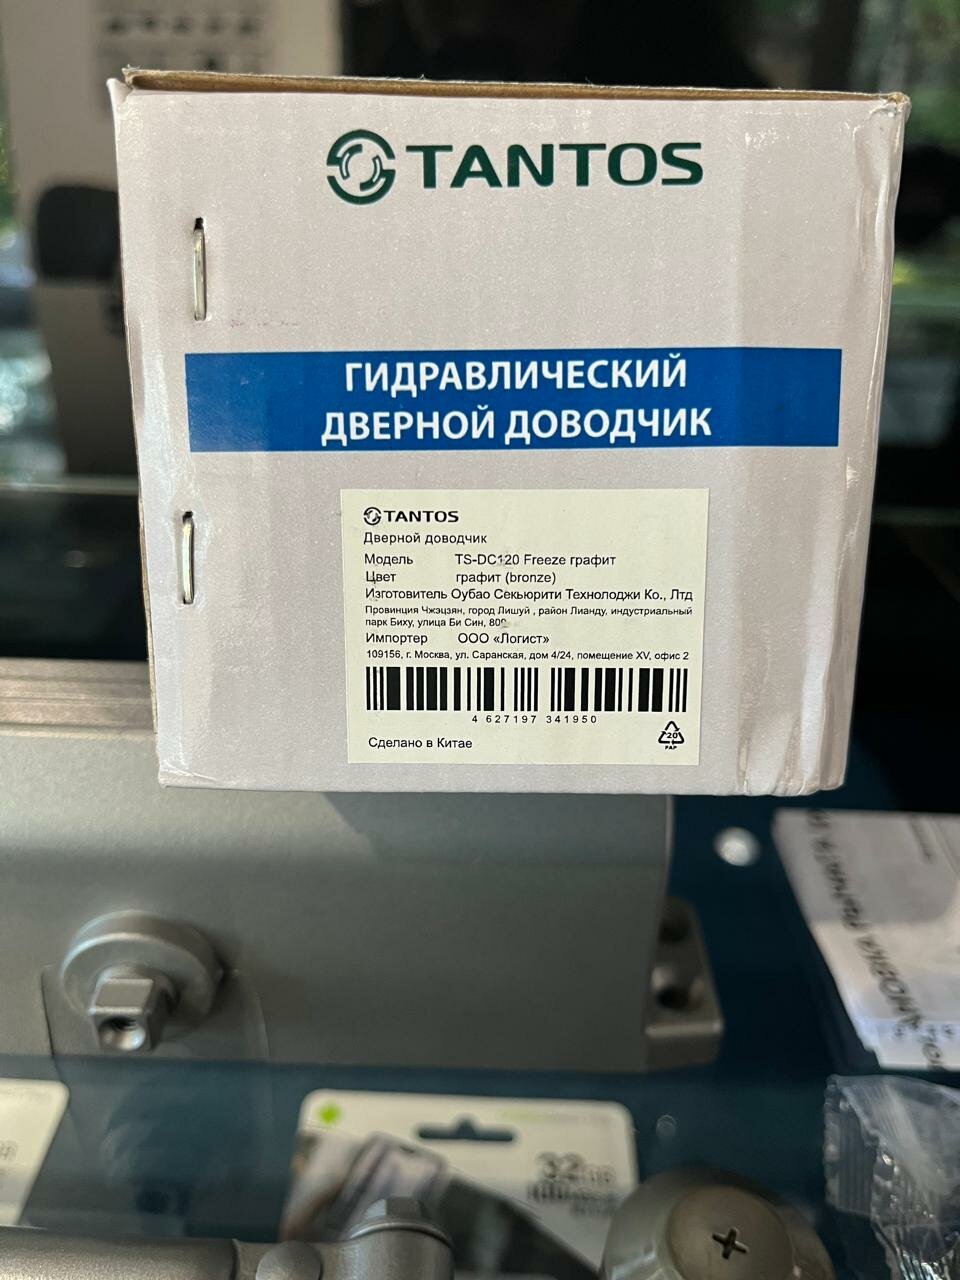 TANTOS
ГИДРАВЛИЧЕСКИЙ
ДВЕРНОЙ ДОВОДЧИК
TANTOS
Дверной доводчик
Модель TS-DC120 Freeze графит
Цвет графит (bronze)
Изготовитель Оубао Секьюрити Технолоджи Ко., Лтд
Провинция Чжэцзян, город Лишуй , район Лианду, индустриальный
парк Биху, улица Би Син,
Импортер ООО «Логист»
109156, г. Москва, ул. Саранская, дом 4/24, помещение XV, офис 2
4 627197 341950
20
PAP
Сделано в Китае
32GB